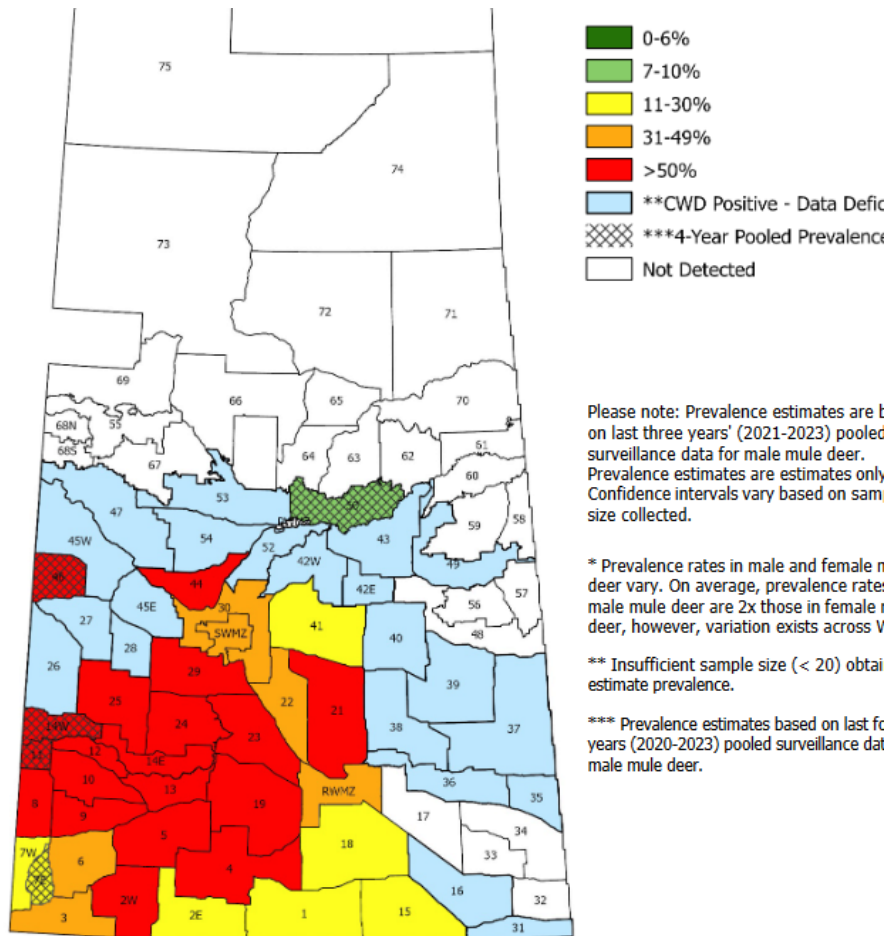 75
74
73
72
71
69
66
65
70
68N
55
68S
67
64
63
62
61
60
53
50
47
59
58
54
43
45W
52
42W
49
46
44
42E
57
45E
56
30
27
41
48
SWMZ
40
28
26
29
39
25
22
21
37
24
38
14W
23
12
11
14E
10
36
13
RWMZ
19
35
8
9
17
34
5
18
7W
6
33
4
16
2W
32
3
2E
1
15
31
0-6%
7-10%
11-30%
31-49%
>50%
**CWD Positive - Data Defic
***4-Year Pooled Prevalence
Not Detected
Please note: Prevalence estimates are b
on last three years' (2021-2023) pooled
surveillance data for male mule deer.
Prevalence estimates are estimates only
Confidence intervals vary based on samp
size collected.
* Prevalence rates in male and female m
deer vary. On average, prevalence rates
male mule deer are 2x those in female m
deer, however, variation exists across W
** Insufficient sample size (< 20) obtai
estimate prevalence.
*** Prevalence estimates based on last fo
years (2020-2023) pooled surveillance dat
male mule deer.